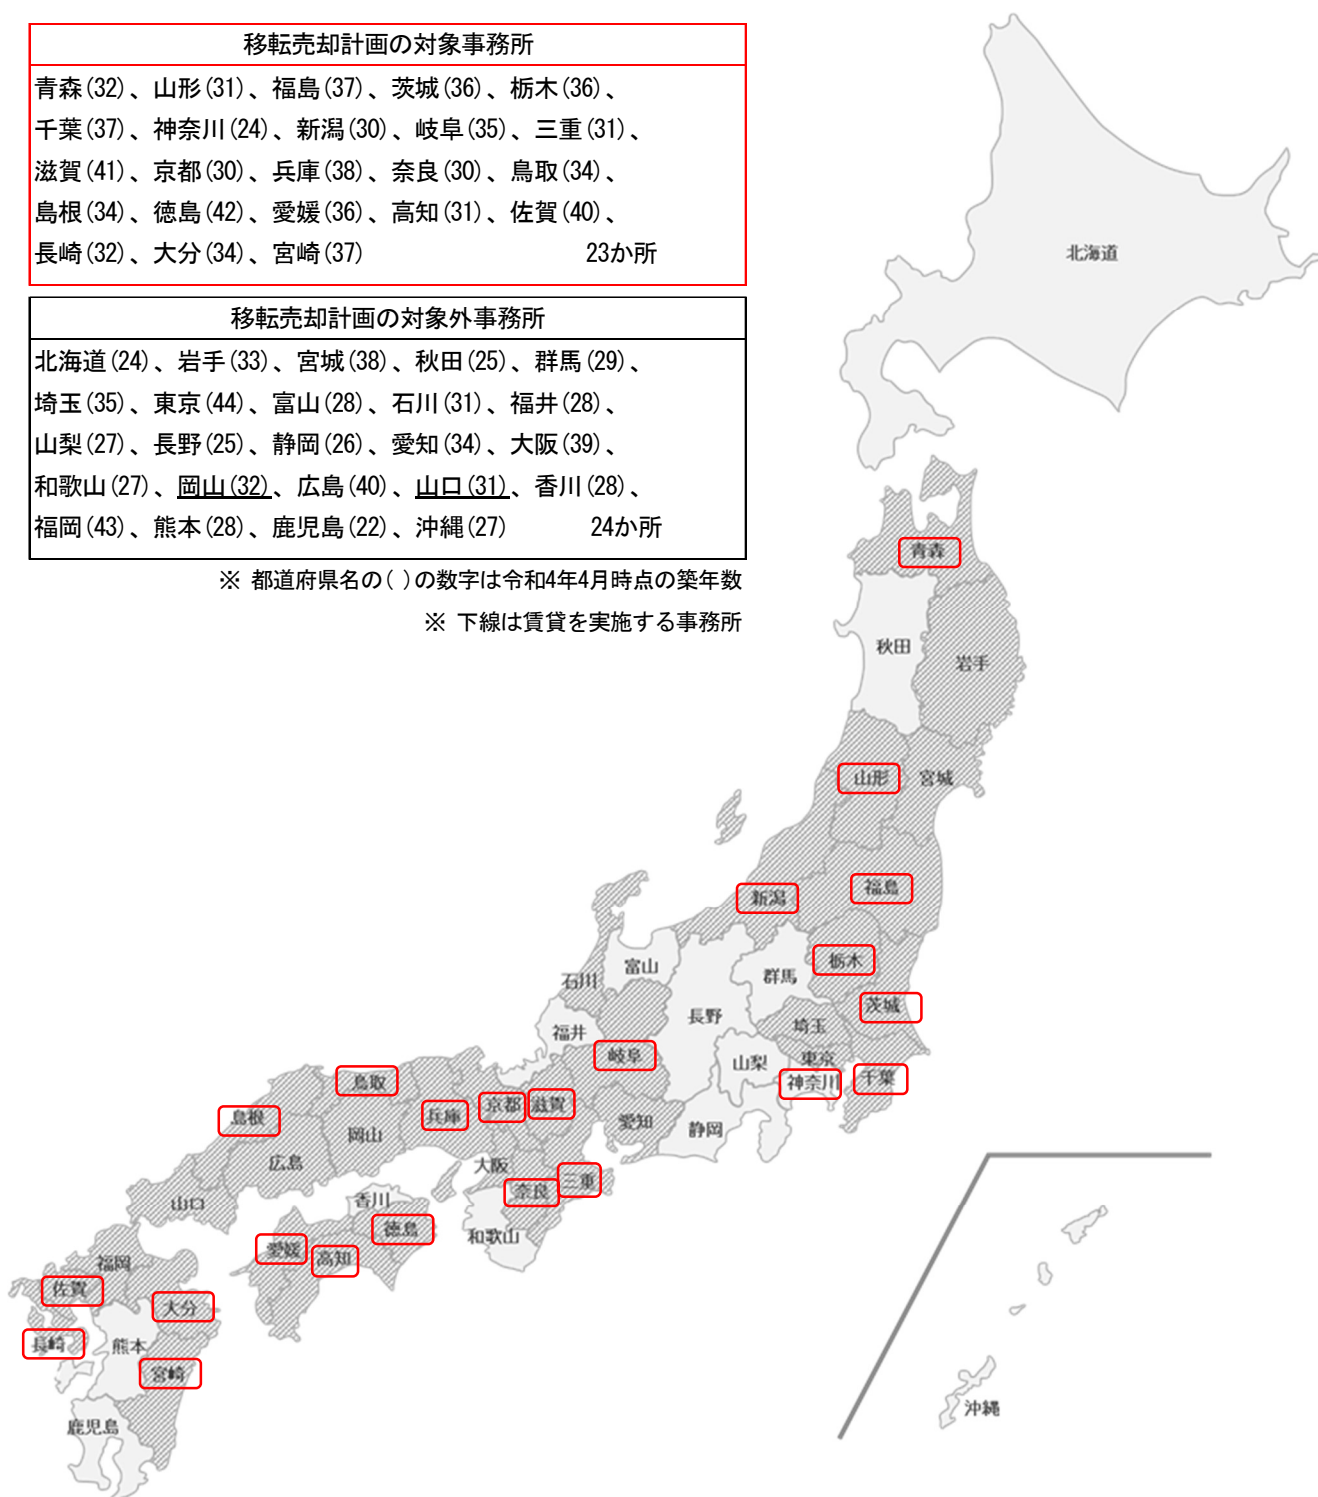 移転売却計画の対象事務所
青森(32)、山形(31)、福島(37)、茨城(36)、栃木(36)、
千葉(37)、神奈川(24)、新潟(30)、岐阜(35)、三重(31)、
滋賀(41)、京都(30)、兵庫(38)、奈良(30)、鳥取(34)、
島根(34)、徳島(42)、愛媛(36)、高知(31)、佐賀(40)、
長崎(32)、大分(34)、宮崎(37) 23か所
移転売却計画の対象外事務所
北海道(24)、岩手(33)、宮城(38)、秋田(25)、群馬(29)、
埼玉(35)、東京(44)、富山(28)、石川(31)、福井(28)、
山梨(27)、長野(25)、静岡(26)、愛知(34)、大阪(39)、
和歌山(27)、岡山(32)、広島(40)、山口(31)、香川(28)、
福岡(43)、熊本(28)、鹿児島(22)、沖縄(27) 24か所
※ 都道府県名の( )の数字は令和4年4月時点の築年数
※ 下線は賃貸を実施する事務所
北海道
青森
秋田
岩手
山形
宮城
新潟
福島
栃木
富山
群馬
石川
茨城
長野
埼玉
福井
岐阜
東京
山梨
神奈川
千葉
鳥取
京都
滋賀
兵庫
島根
愛知
静岡
岡山
広島
大阪
三重
奈良
香川
山口
徳島
和歌山
愛媛
高知
福岡
佐賀
大分
長崎
熊本
宮崎
鹿児島
沖縄